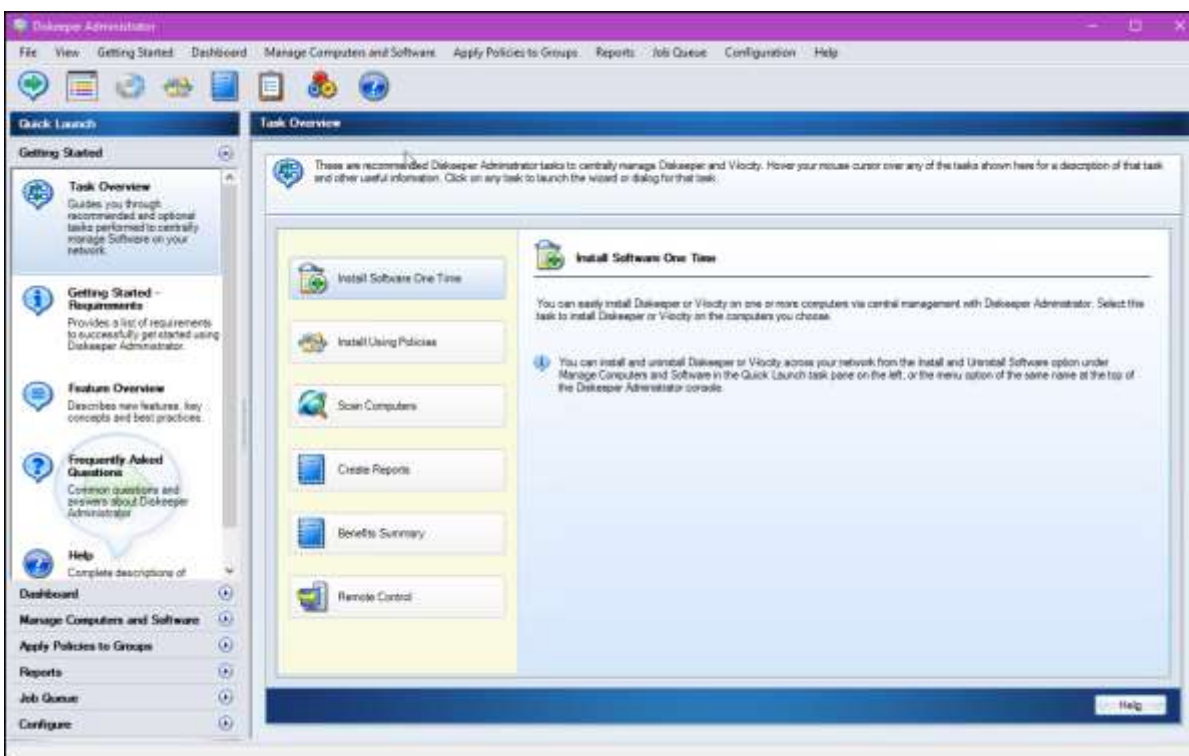 Diskeeper Administrator
File View Getting Started Dashboard Manage Computers and Software Apply Policies to Groups Reports Job Queue Configuration Help
Quick Launch
Task Overview
Getting Started
These are recommended Diskeeper Administrator tasks to centrally manage Diskeeper and V-locity. Hover your mouse cursor over any of the tasks shown here for a description of that task
and other useful information. Click on any task to launch the wizard or dialog for that task.
Task Overview
Guides you through
recommended and optional
tasks performed to centrally
manage Software on your
network.
Getting Started -
Requirements
Provides a list of requirements
to successfully get started using
Diskeeper Administrator.
Feature Overview
Describes new features, key
concepts and best practices.
Frequently Asked
Questions
Common questions and
answers about Diskeeper
Administrator
Help
Complete descriptions of
Dashboard
Manage Computers and Software
Apply Policies to Groups
Reports
Job Queue
Configure
Install Software One Time
Install Using Policies
Scan Computers
Create Reports
Benefits Summary
Remote Control
Install Software One Time
You can easily install Diskeeper or V-locity on one or more computers via central management with Diskeeper Administrator. Select this
task to install Diskeeper or V-locity on the computers you choose.
You can install and uninstall Diskeeper or V-locity across your network from the Install and Uninstall Software option under
Manage Computers and Software in the Quick Launch task pane on the left, or the menu option of the same name at the top of
the Diskeeper Administrator console.
Help